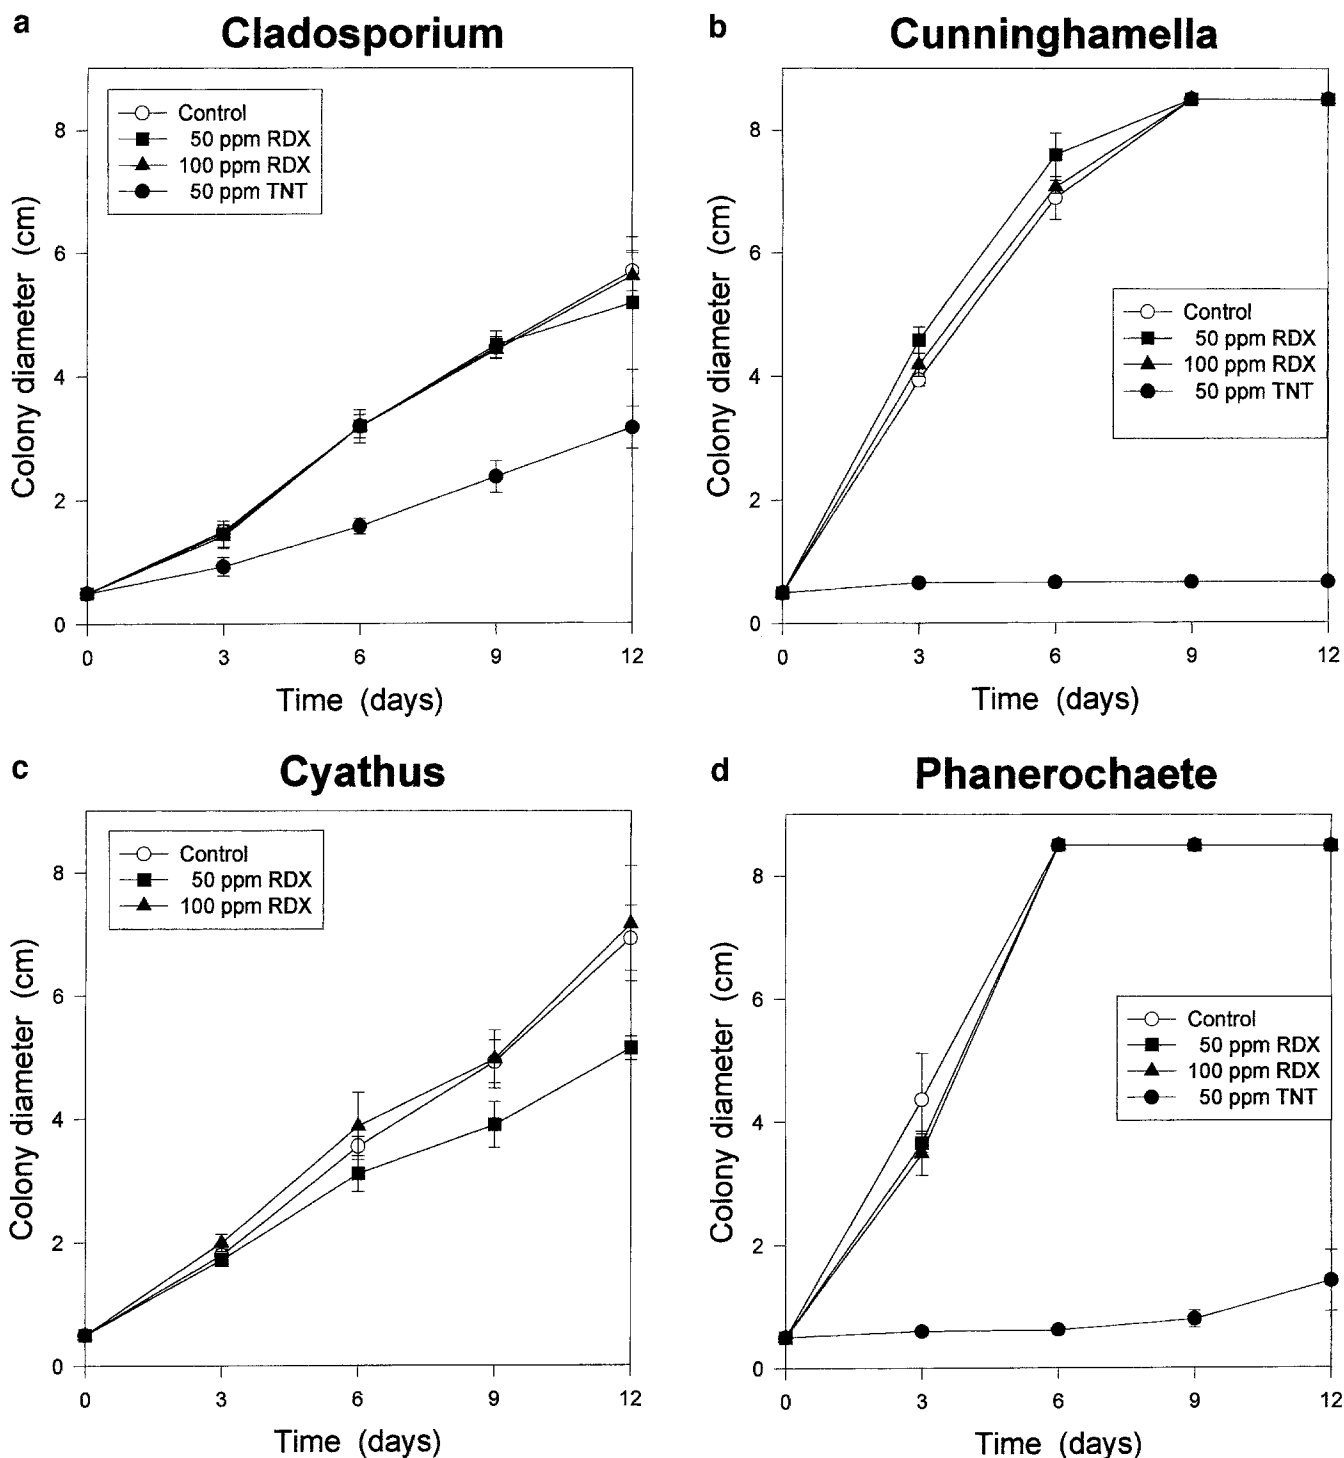 a
Cladosporium
Control
50 ppm RDX
100 ppm RDX
50 ppm TNT
Colony diameter (cm)
8
6
4
2
0
0 3 6 9 12
Time (days)
b
Cunninghamella
Control
50 ppm RDX
100 ppm RDX
50 ppm TNT
Colony diameter (cm)
8
6
4
2
0
0 3 6 9 12
Time (days)
c
Cyathus
Control
50 ppm RDX
100 ppm RDX
Colony diameter (cm)
8
6
4
2
0
0 3 6 9 12
Time (days)
d
Phanerochaete
Control
50 ppm RDX
100 ppm RDX
50 ppm TNT
Colony diameter (cm)
8
6
4
2
0
0 3 6 9 12
Time (days)